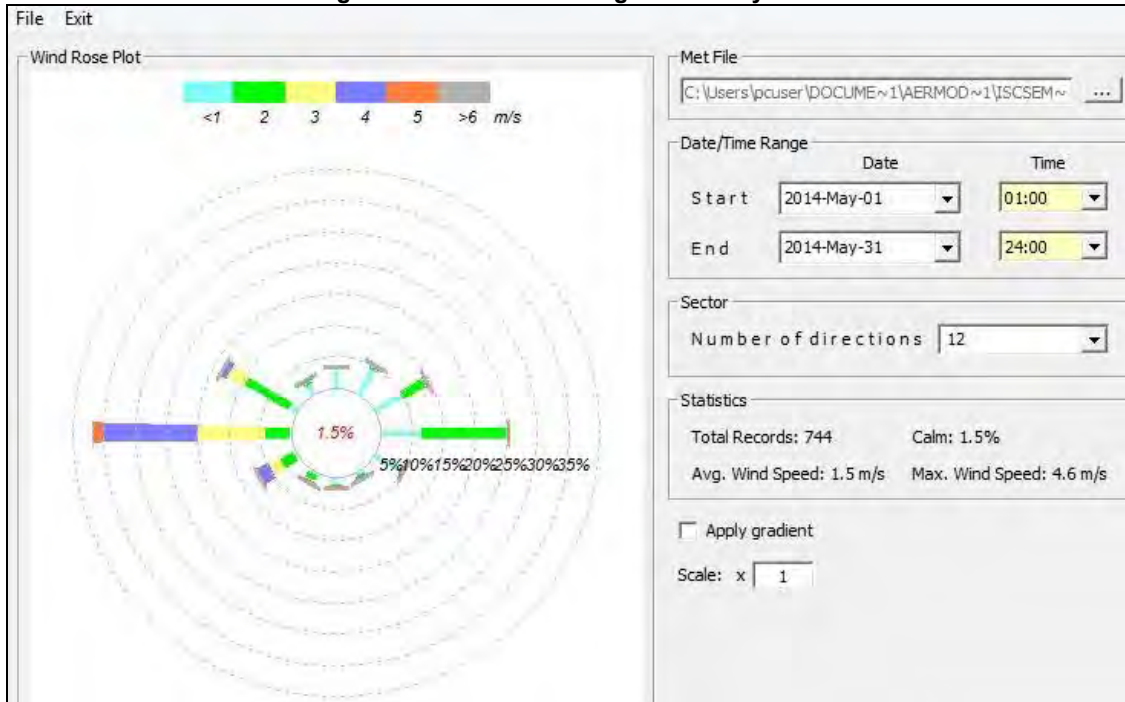 File Exit
Wind Rose Plot
<1 2 3 4 5 >6 m/s
1.5%
5%10%15%20%25%30%35%
Met File
C:\Users\pcuser\DOCUME~1\AERMOD~1\ISCSEM~ ...
Date/Time Range
Date Time
Start 2014-May-01 01:00
End 2014-May-31 24:00
Sector
Number of directions 12
Statistics
Total Records: 744 Calm: 1.5%
Avg. Wind Speed: 1.5 m/s Max. Wind Speed: 4.6 m/s
Apply gradient
Scale: x 1